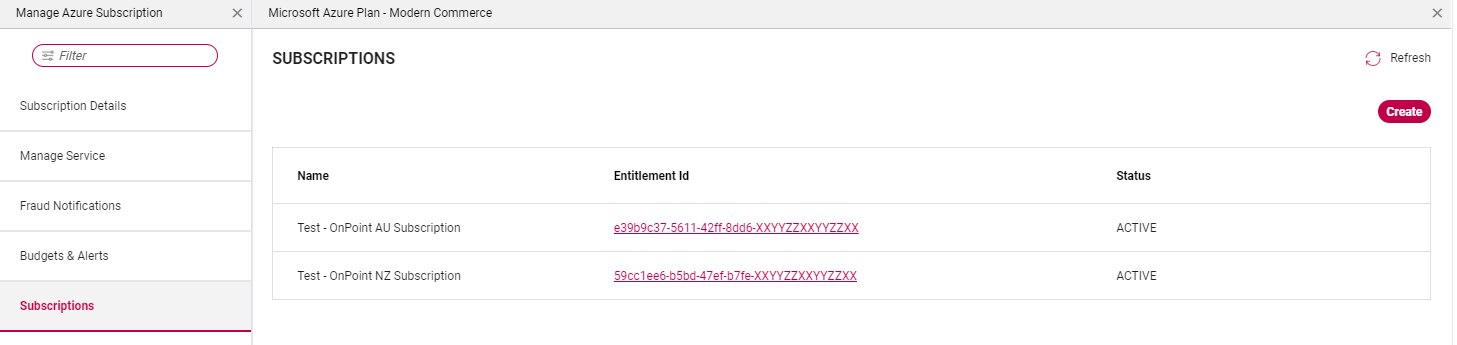 Manage Azure Subscription
Microsoft Azure Plan - Modern Commerce
Filter
Subscription Details
Manage Service
Fraud Notifications
Budgets & Alerts
Subscriptions
SUBSCRIPTIONS
Refresh
Create
Name Entitlement Id Status
Test - OnPoint AU Subscription e39b9c37-5611-42ff-8dd6-XXYYZZXXYYZZXX ACTIVE
Test - OnPoint NZ Subscription 59cc1ee6-b5bd-47ef-b7fe-XXYYZZXXYYZZXX ACTIVE